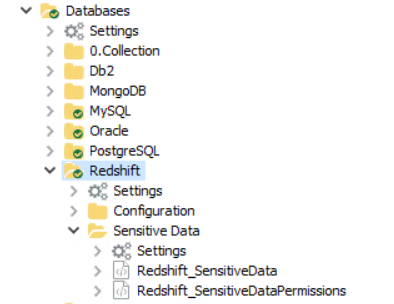 Databases
Settings
0.Collection
Db2
MongoDB
MySQL
Oracle
PostgreSQL
Redshift
Settings
Configuration
Sensitive Data
Settings
Redshift_SensitiveData
Redshift_SensitiveDataPermissions